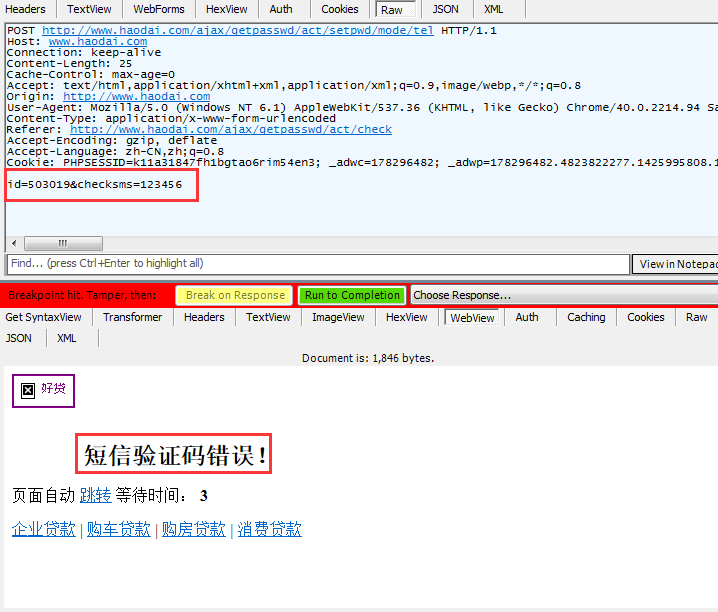 Headers TextView WebForms HexView Auth Cookies Raw JSON XML
POST http://www.haodai.com/ajax/getpasswd/act/setpwd/mode/tel HTTP/1.1
Host: www.haodai.com
Connection: keep-alive
Content-Length: 25
Cache-Control: max-age=0
Accept: text/html,application/xhtml+xml,application/xml;q=0.9,image/webp,*/*;q=0.8
Origin: http://www.haodai.com
User-Agent: Mozilla/5.0 (Windows NT 6.1) AppleWebKit/537.36 (KHTML, like Gecko) Chrome/40.0.2214.94 Sa
Content-Type: application/x-www-form-urlencoded
Referer: http://www.haodai.com/ajax/getpasswd/act/check
Accept-Encoding: gzip, deflate
Accept-Language: zh-CN,zh;q=0.8
Cookie: PHPSESSID=k11a31847fh1bgtao6rim54en3; _adwc=178296482; _adwp=178296482.4823822277.1425995808.1
id=503019&checksms=123456
Find... (press Ctrl+Enter to highlight all) View in Notepad
Breakpoint hit. Tamper, then: Break on Response Run to Completion Choose Response...
Get SyntaxView Transformer Headers TextView ImageView HexView WebView Auth Caching Cookies Raw
JSON XML
Document is: 1,846 bytes.
好贷
短信验证码错误!
页面自动 跳转 等待时间： 3
企业贷款 | 购车贷款 | 购房贷款 | 消费贷款